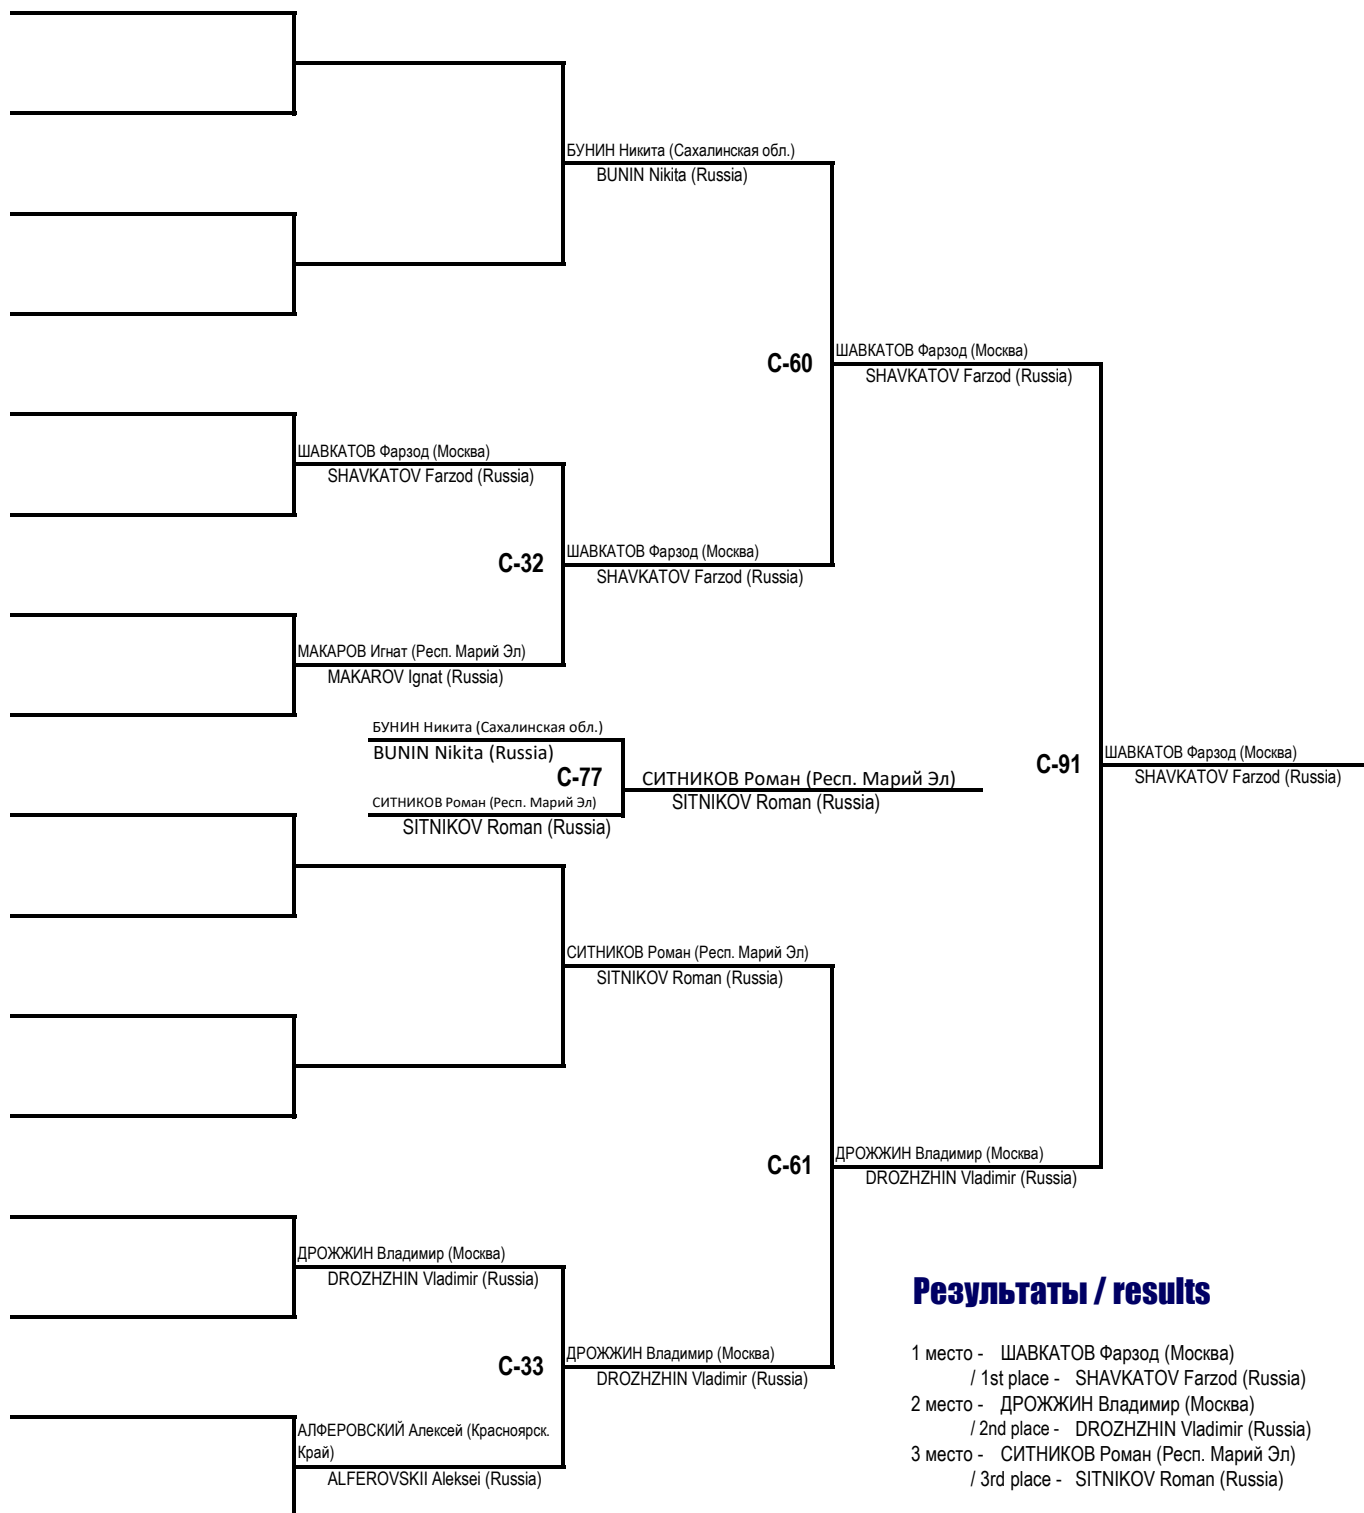 БУНИН Никита (Сахалинская обл.)
BUNIN Nikita (Russia)
C-60
ШАВКАТОВ Фарзод (Москва)
SHAVKATOV Farzod (Russia)
ШАВКАТОВ Фарзод (Москва)
SHAVKATOV Farzod (Russia)
C-32
ШАВКАТОВ Фарзод (Москва)
SHAVKATOV Farzod (Russia)
МАКАРОВ Игнат (Респ. Марий Эл)
MAKAROV Ignat (Russia)
БУНИН Никита (Сахалинская обл.)
BUNIN Nikita (Russia)
C-77
СИТНИКОВ Роман (Респ. Марий Эл)
SITNIKOV Roman (Russia)
СИТНИКОВ Роман (Респ. Марий Эл)
SITNIKOV Roman (Russia)
C-91
ШАВКАТОВ Фарзод (Москва)
SHAVKATOV Farzod (Russia)
СИТНИКОВ Роман (Респ. Марий Эл)
SITNIKOV Roman (Russia)
C-61
ДРОЖЖИН Владимир (Москва)
DROZHZHIN Vladimir (Russia)
ДРОЖЖИН Владимир (Москва)
DROZHZHIN Vladimir (Russia)
C-33
ДРОЖЖИН Владимир (Москва)
DROZHZHIN Vladimir (Russia)
АЛФЕРОВСКИЙ Алексей (Красноярск.
Край)
ALFEROVSKII Aleksei (Russia)
Результаты / results
1 место - ШАВКАТОВ Фарзод (Москва)
/ 1st place - SHAVKATOV Farzod (Russia)
2 место - ДРОЖЖИН Владимир (Москва)
/ 2nd place - DROZHZHIN Vladimir (Russia)
3 место - СИТНИКОВ Роман (Респ. Марий Эл)
/ 3rd place - SITNIKOV Roman (Russia)